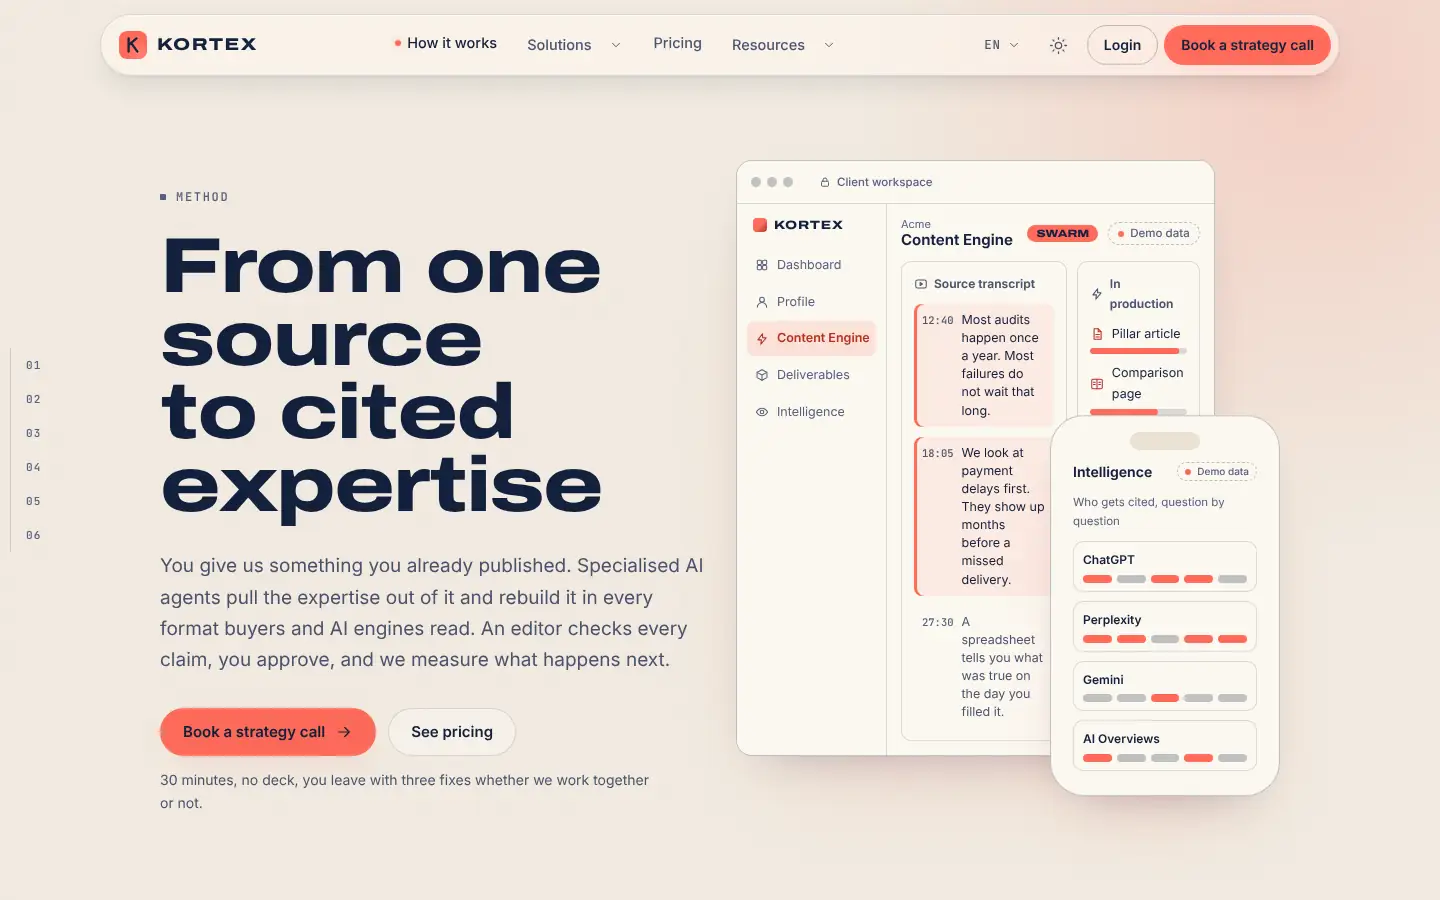 KORTEX
How it works
Solutions
Pricing
Resources
EN
Login
Book a strategy call
METHOD
From one
source
to cited
expertise
You give us something you already published. Specialised AI
agents pull the expertise out of it and rebuild it in every
format buyers and AI engines read. An editor checks every
claim, you approve, and we measure what happens next.
Book a strategy call
See pricing
30 minutes, no deck, you leave with three fixes whether we work together
or not.
01
02
03
04
05
06
Client workspace
KORTEX
Dashboard
Profile
Content Engine
Deliverables
Intelligence
Acme
Content Engine
SWARM
Demo data
Source transcript
12:40 Most audits
happen once
a year. Most
failures do
not wait that
long.
18:05 We look at
payment
delays first.
They show up
months
before a
missed
delivery.
27:30 A
spreadsheet
tells you what
was true on
the day you
filled it.
In
production
Pillar article
Comparison
page
Intelligence
Demo data
Who gets cited, question by
question
ChatGPT
Perplexity
Gemini
AI Overviews